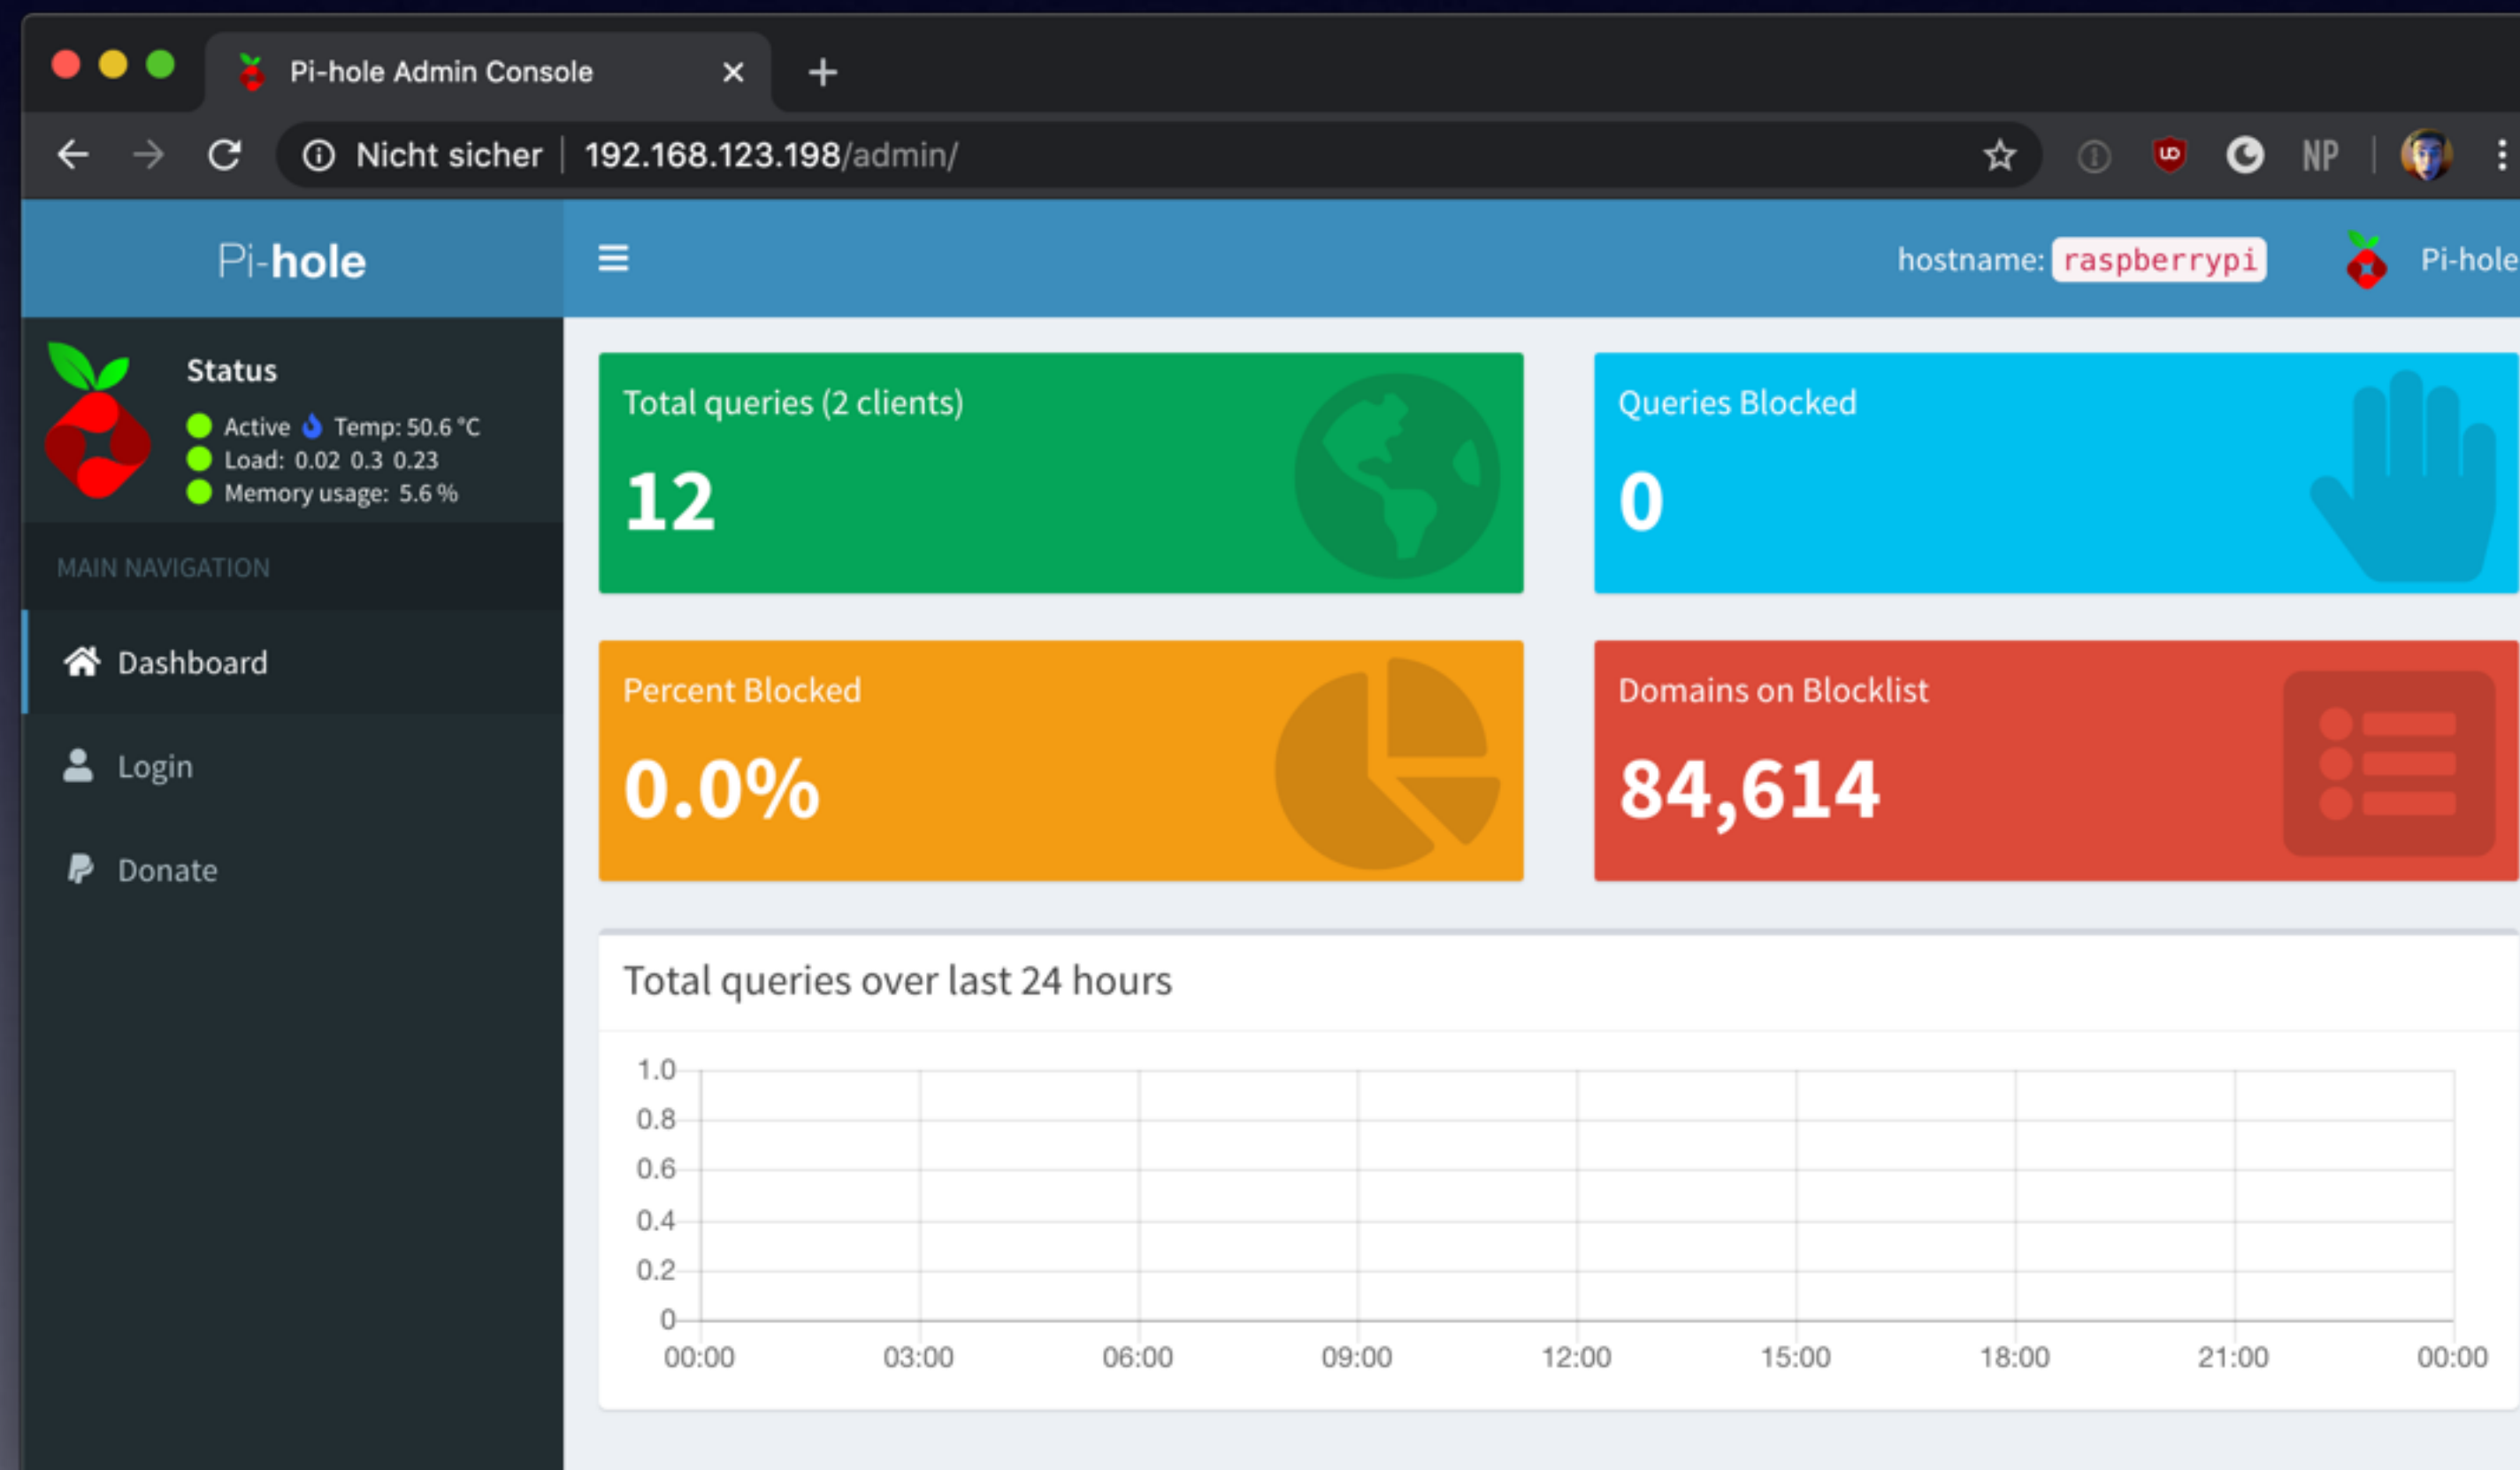 Pi-hole Admin Console
Nicht sicher 192.168.123.198/admin/
NP
Pi-hole
hostname: raspberrypi
Pi-hole
Status
Active Temp: 50.6 °C
Load: 0.02 0.3 0.23
Memory usage: 5.6 %
MAIN NAVIGATION
Dashboard
Login
Donate
Total queries (2 clients)
12
Queries Blocked
0
Percent Blocked
0.0%
Domains on Blocklist
84,614
Total queries over last 24 hours
1.0
0.8
0.6
0.4
0.2
0
00:00 03:00 06:00 09:00 12:00 15:00 18:00 21:00 00:00